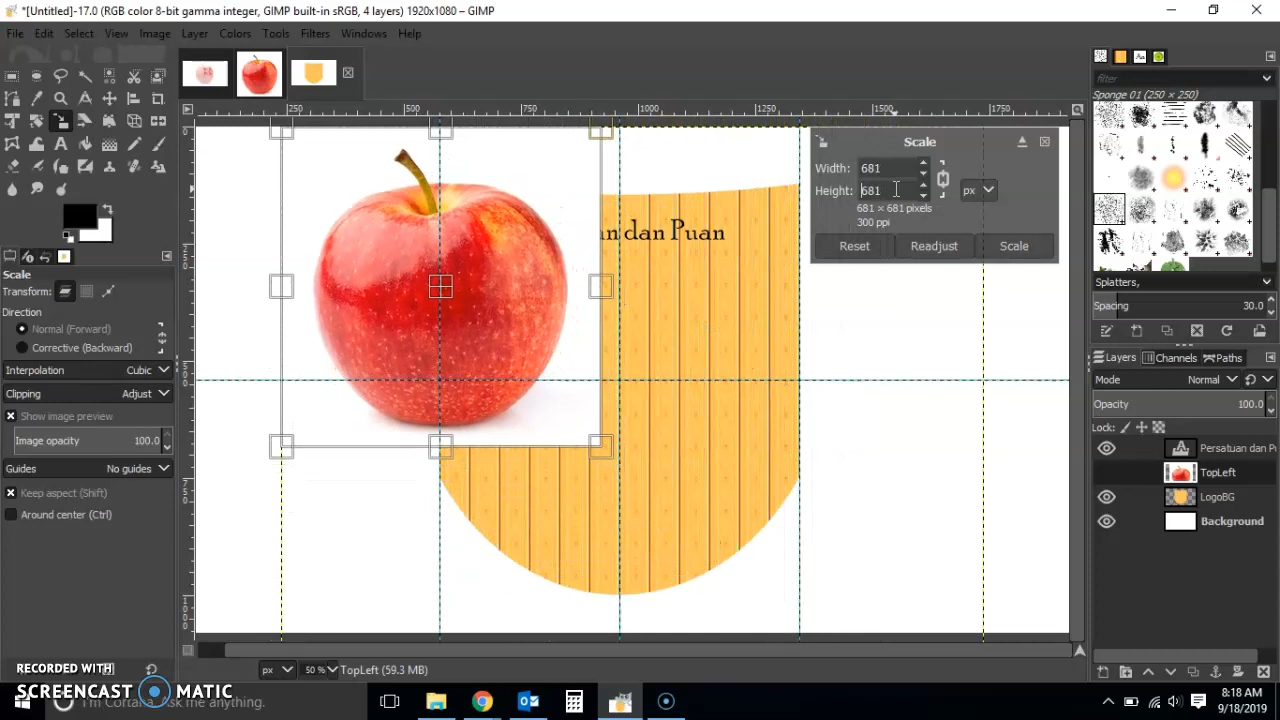 *[Untitled]-17.0 (RGB color 8-bit gamma integer, GIMP built-in sRGB, 4 layers) 1920x1080 – GIMP
File Edit Select View Image Layer Colors Tools Filters Windows Help
filter
Sponge 01 (250 × 250)
250 500 750 1000 1250 1500 1750
Scale
Width: 681
Height: 681 px
681 × 681 pixels
300 ppi
Reset Readjust Scale
an dan Puan
Scale
Transform:
Direction
Normal (Forward)
Corrective (Backward)
Interpolation Cubic
Clipping Adjust
Show image preview
Image opacity 100.0
Guides No guides
Keep aspect (Shift)
Around center (Ctrl)
Splatters,
Spacing 30.0
Layers Channels Paths
Mode Normal
Opacity 100.0
Lock:
Persatuan dan P
TopLeft
LogoBG
Background
px 50 % TopLeft (59.3 MB)
RECORDED WITH
SCREENCAST MATIC
I'm Cortana. Ask me anything.
8:18 AM
9/18/2019